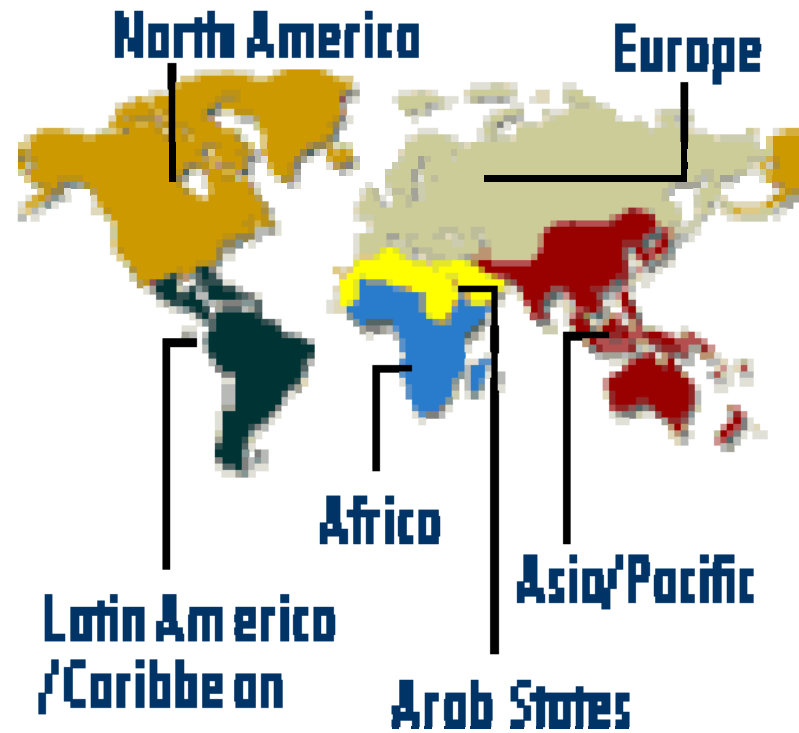 North America
Europe
Africa
Asia/Pacific
Latin America
/Caribbean
Arab States